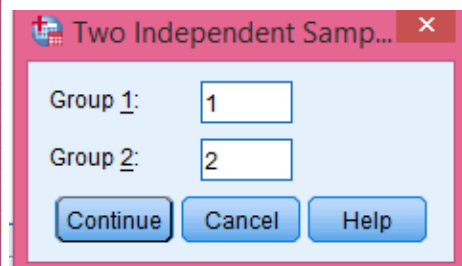 Two Independent Samp...
Group 1:
1
Group 2:
2
Continue Cancel Help